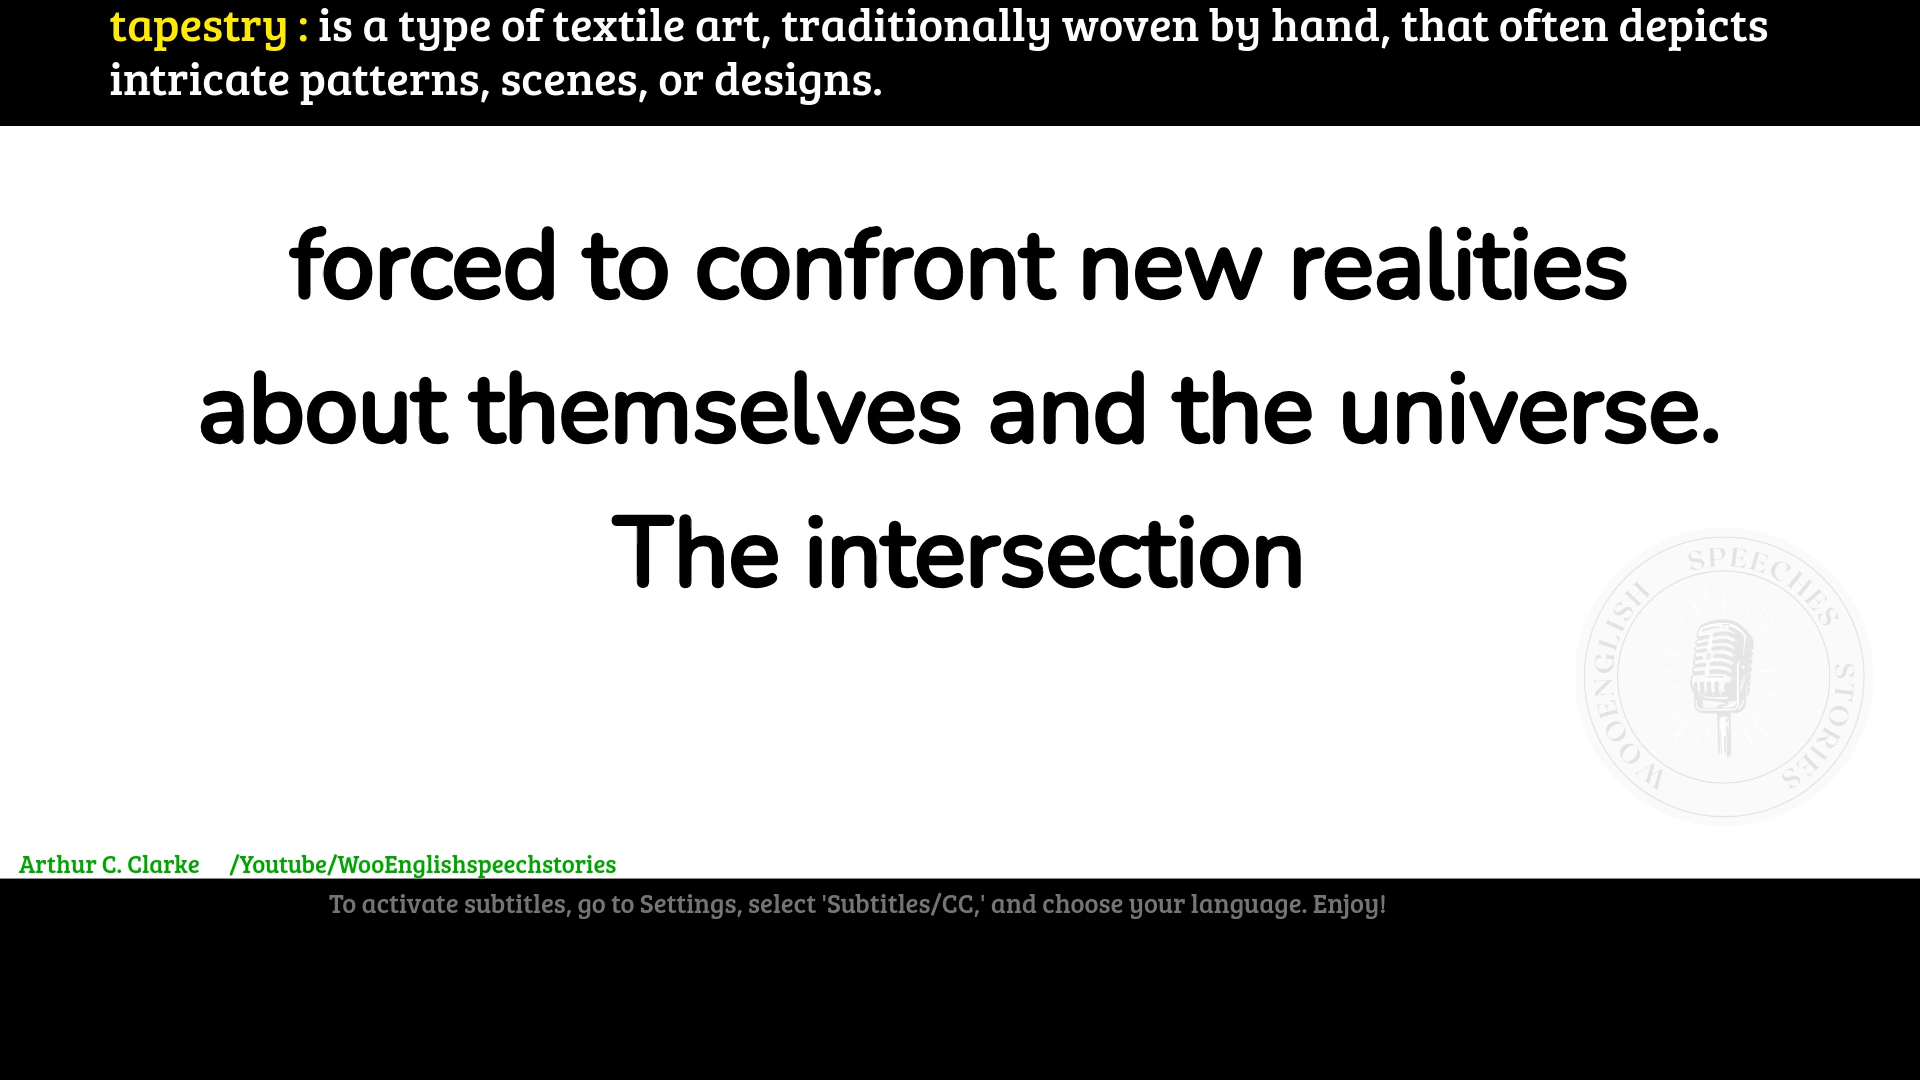 tapestry : is a type of textile art, traditionally woven by hand, that often depicts
intricate patterns, scenes, or designs.
forced to confront new realities
about themselves and the universe.
The intersection
WOOENGLISH SPEECHES STORIES
Arthur C. Clarke /Youtube/WooEnglishspeechstories
To activate subtitles, go to Settings, select 'Subtitles/CC,' and choose your language. Enjoy!